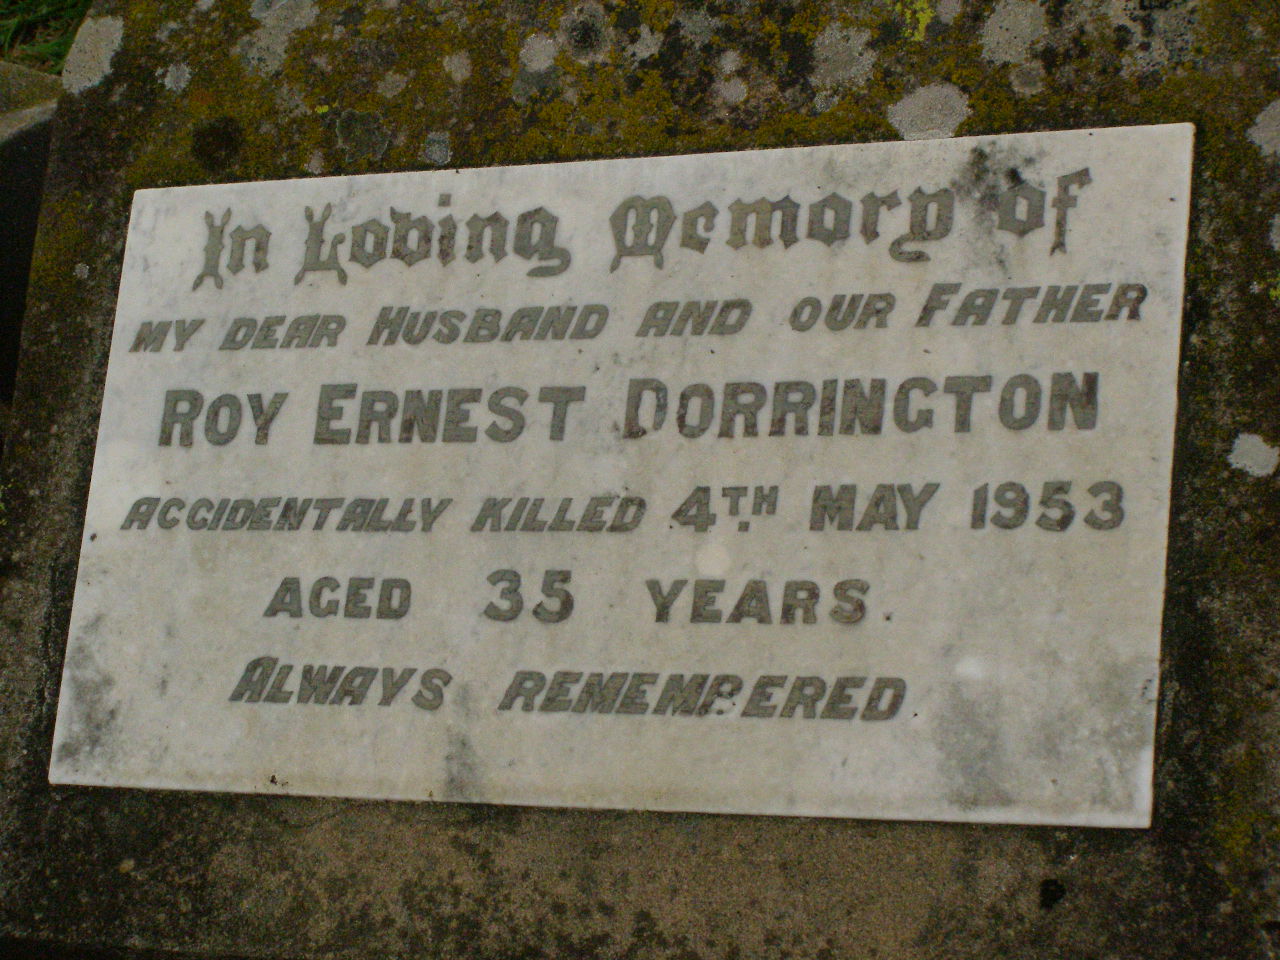 In Loving Memory of
MY DEAR HUSBAND AND OUR FATHER
ROY ERNEST DORRINGTON
ACCIDENTALLY KILLED 4TH. MAY 1953
AGED 35 YEARS.
ALWAYS REMEMBERED